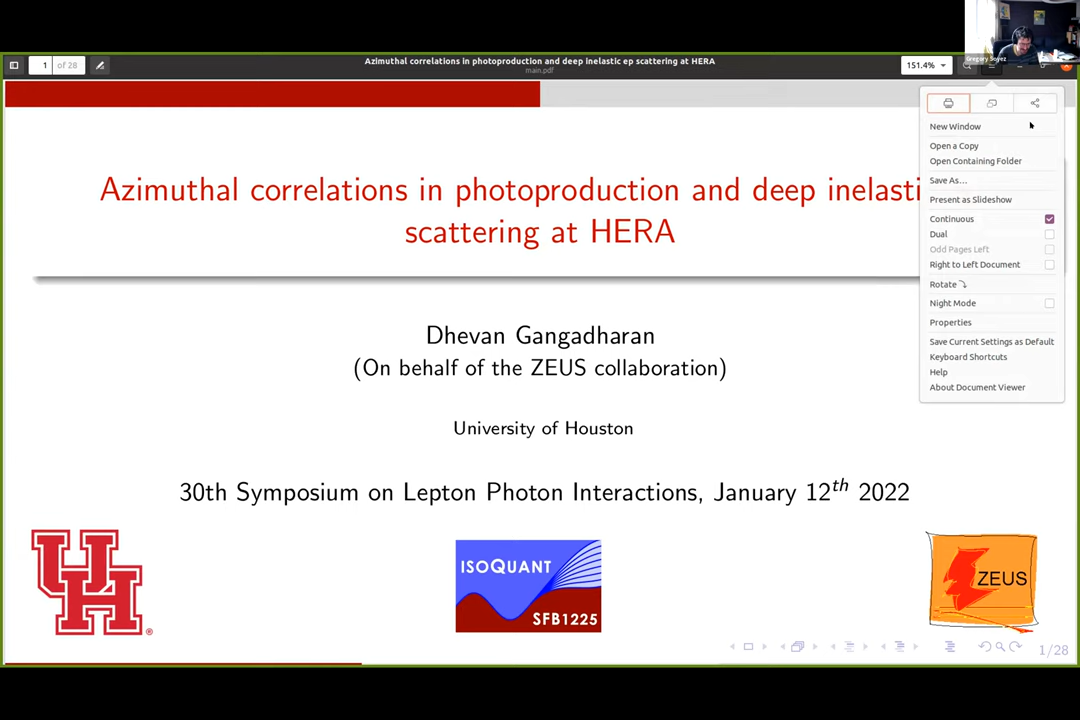 Gregory Soyez
1 of 28
Azimuthal correlations in photoproduction and deep inelastic ep scattering at HERA
main.pdf
151.4%
New Window
Open a Copy
Open Containing Folder
Save As...
Present as Slideshow
Continuous
Dual
Odd Pages Left
Right to Left Document
Rotate
Night Mode
Properties
Save Current Settings as Default
Keyboard Shortcuts
Help
About Document Viewer
Azimuthal correlations in photoproduction and deep inelasti
scattering at HERA
Dhevan Gangadharan
(On behalf of the ZEUS collaboration)
University of Houston
30th Symposium on Lepton Photon Interactions, January 12th 2022
UH®
ISOQUANT
SFB1225
ZEUS
1/28